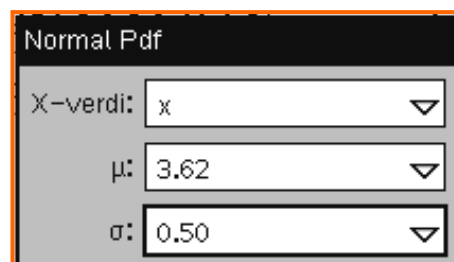 Normal Pdf
X-verdi: x
μ: 3.62
σ: 0.50